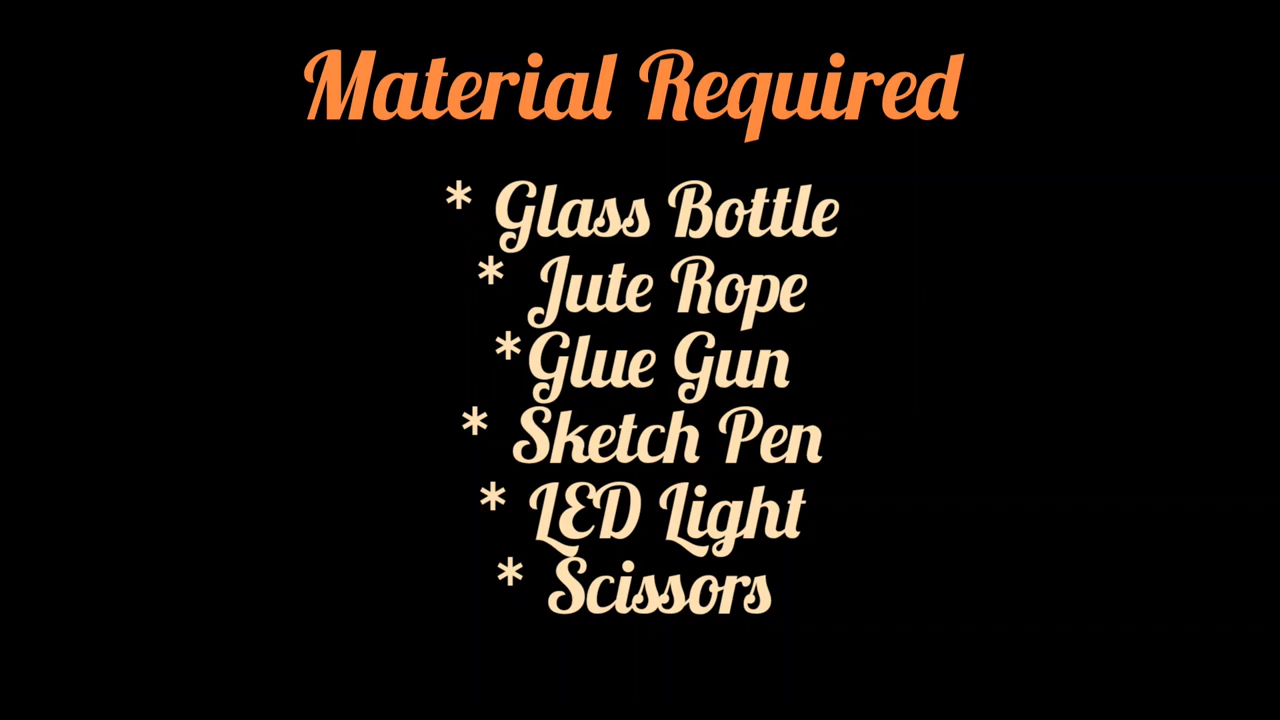 Material Required
* Glass Bottle
* Jute Rope
*Glue Gun
* Sketch Pen
* LED Light
* Scissors